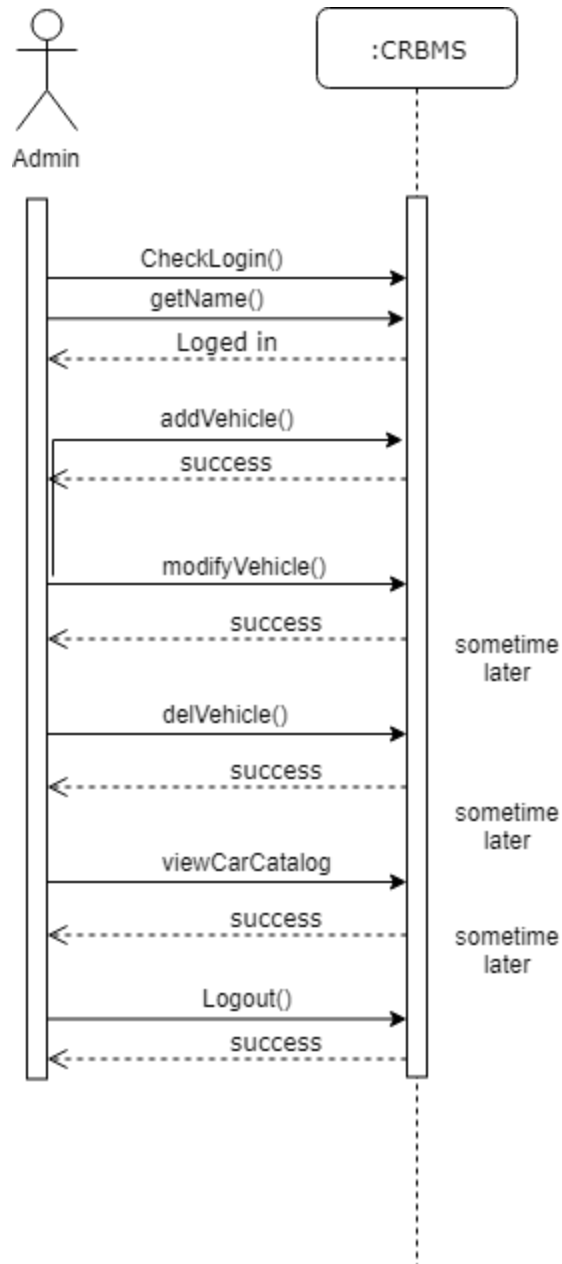 :CRBMS
Admin
CheckLogin()
getName()
Loged in
addVehicle()
success
modifyVehicle()
success
sometime
later
delVehicle()
success
sometime
later
viewCarCatalog
success
sometime
later
Logout()
success